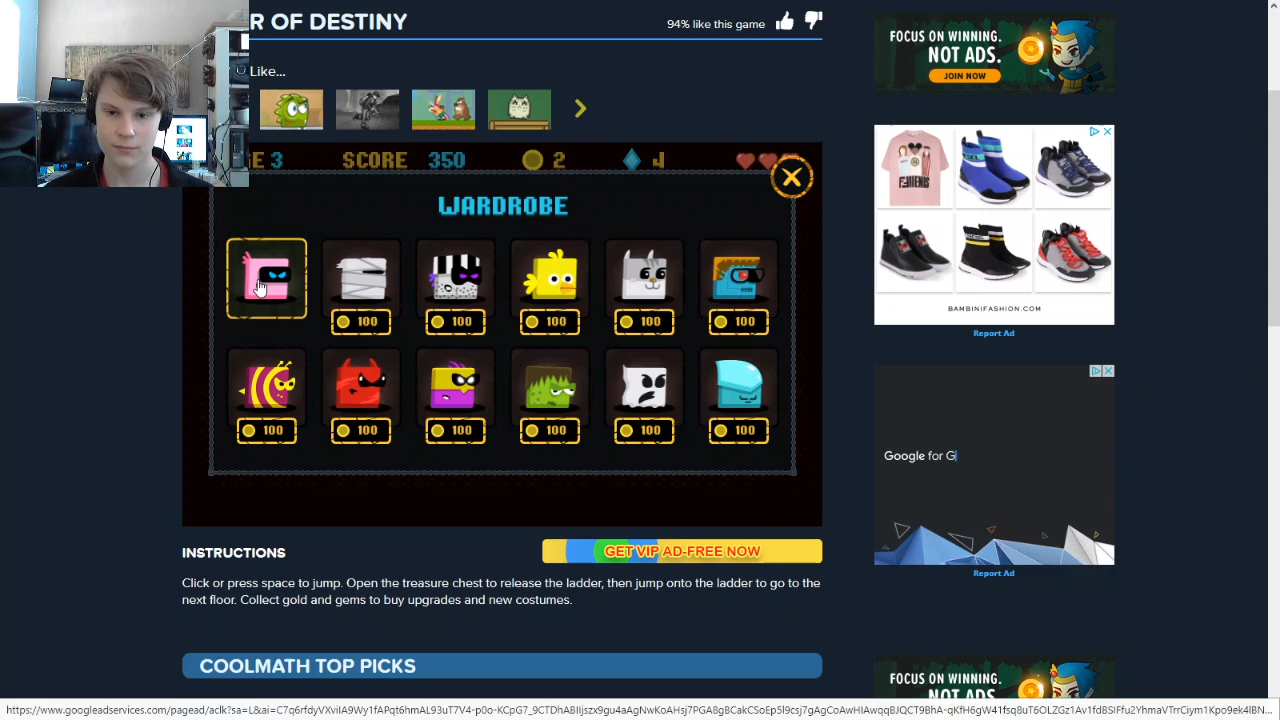 R OF DESTINY
94% like this game
Like...
E 3 SCORE 350 2
WARDROBE
100 100 100 100 100
100 100 100 100 100 100
INSTRUCTIONS
GET VIP AD-FREE NOW
Click or press space to jump. Open the treasure chest to release the ladder, then jump onto the ladder to go to the
next floor. Collect gold and gems to buy upgrades and new costumes.
COOLMATH TOP PICKS
FOCUS ON WINNING.
NOT ADS.
JOIN NOW
BAMBINIFASHION.COM
Report Ad
Google for G
Report Ad
FOCUS ON WINNING.
NOT ADS.